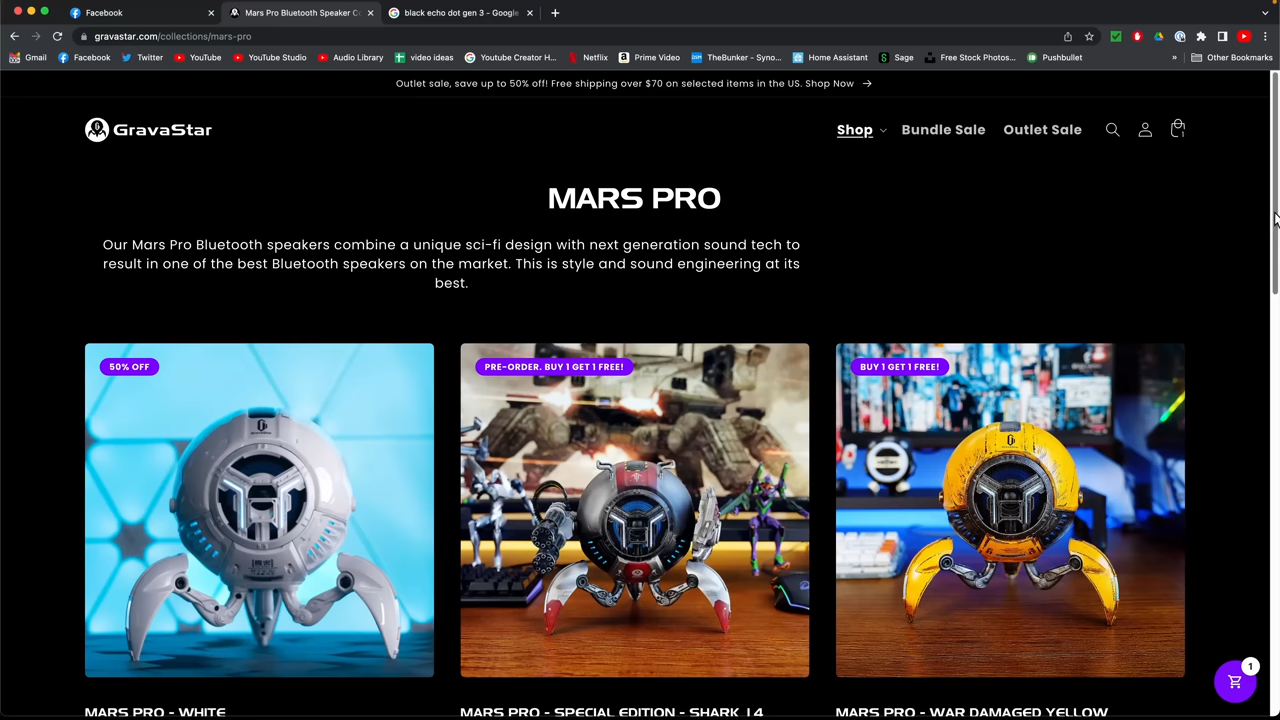 Facebook
Mars Pro Bluetooth Speaker C
black echo dot gen 3 - Google
gravastar.com/collections/mars-pro
Gmail
Facebook
Twitter
YouTube
YouTube Studio
Audio Library
video ideas
Youtube Creator H...
Netflix
Prime Video
TheBunker - Syno...
Home Assistant
Sage
Free Stock Photos...
Pushbullet
»
Other Bookmarks
Outlet sale, save up to 50% off! Free shipping over $70 on selected items in the US. Shop Now →
GravaStar
Shop
Bundle Sale
Outlet Sale
1
MARS PRO
Our Mars Pro Bluetooth speakers combine a unique sci-fi design with next generation sound tech to
result in one of the best Bluetooth speakers on the market. This is style and sound engineering at its
best.
50% OFF
PRE-ORDER. BUY 1 GET 1 FREE!
BUY 1 GET 1 FREE!
1
MARS PRO - WHITE
MARS PRO - SPECIAL EDITION - SHARK 14
MARS PRO - WAR DAMAGED YELLOW